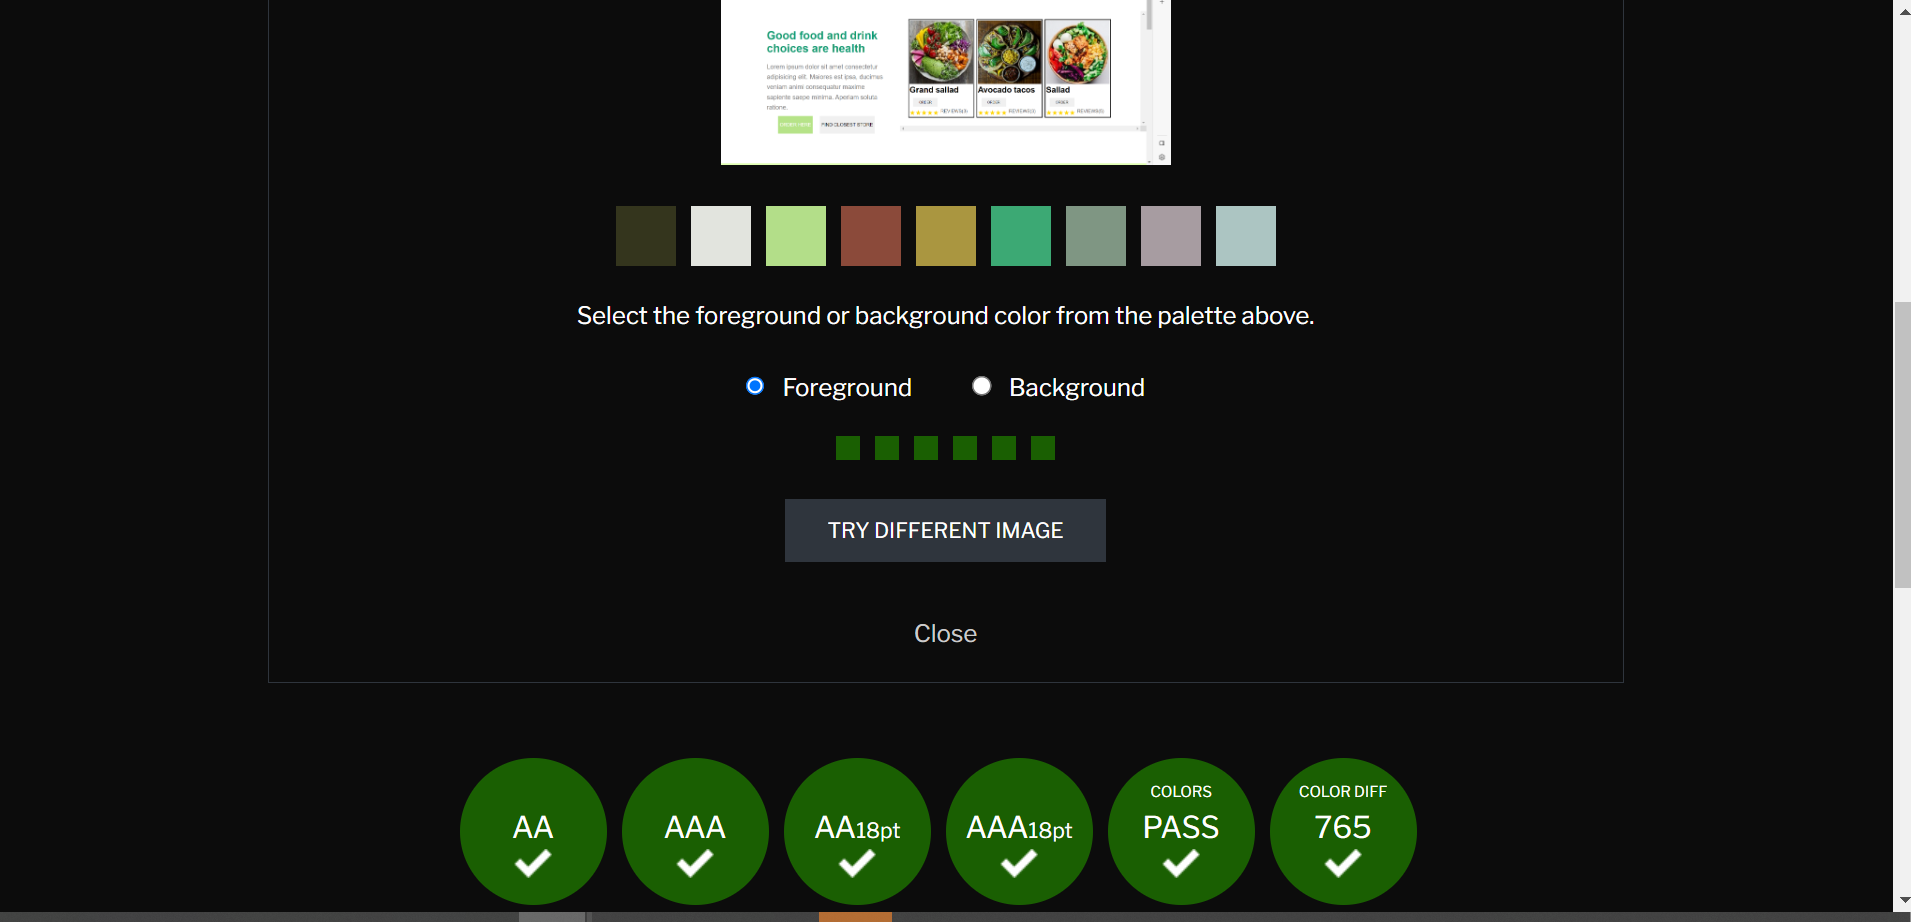 Good food and drink
choices are health
Lorem ipsum dolor sit amet consectetur
adipisicing elit. Maiores est ipsa, ducimus
veniam animi consequatur maxime
sapiente saepe minima. Aperiam soluta
ratione.
ORDER HERE
FIND CLOSEST STORE
Grand sallad
ORDER
REVIEWS(0)
Avocado tacos
ORDER
REVIEWS(0)
Sallad
ORDER
REVIEWS(0)
Select the foreground or background color from the palette above.
Foreground
Background
TRY DIFFERENT IMAGE
Close
AA
AAA
AA18pt
AAA18pt
COLORS
PASS
COLOR DIFF
765